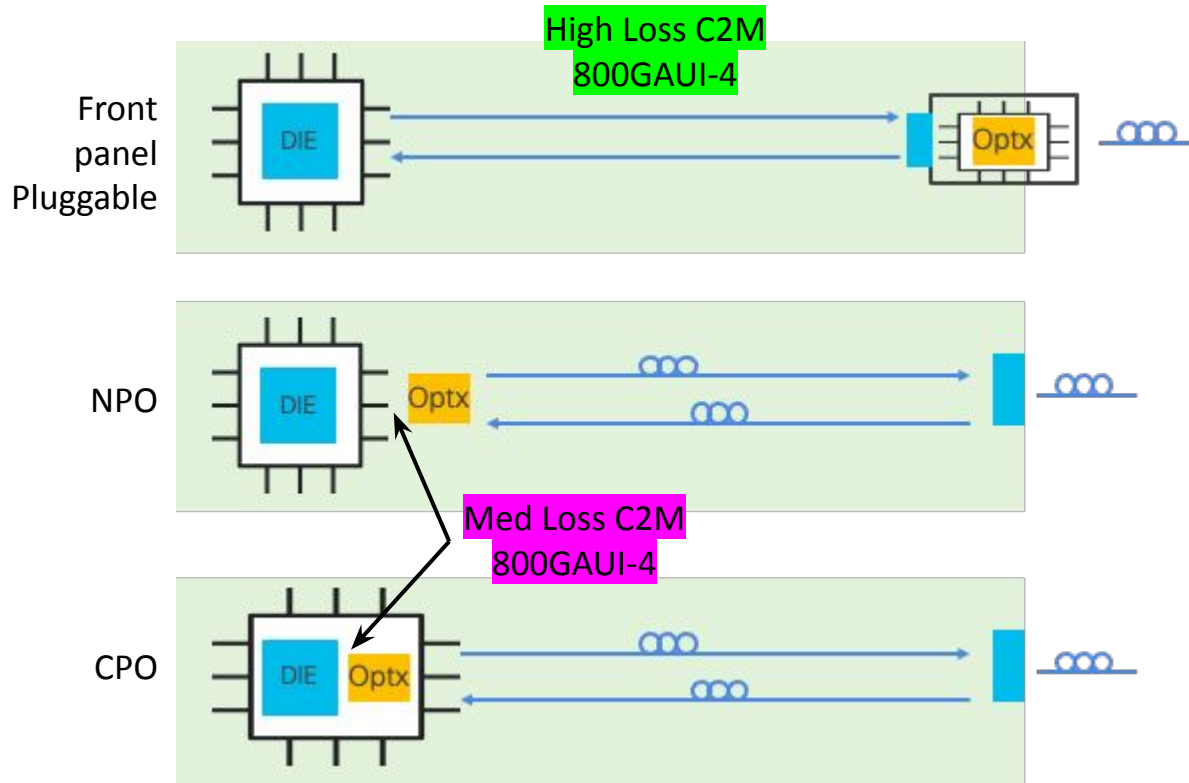 High Loss C2M
800GAUI-4
Front
panel
Pluggable
DIE
Optx
NPO
DIE
Optx
Med Loss C2M
800GAUI-4
CPO
DIE
Optx